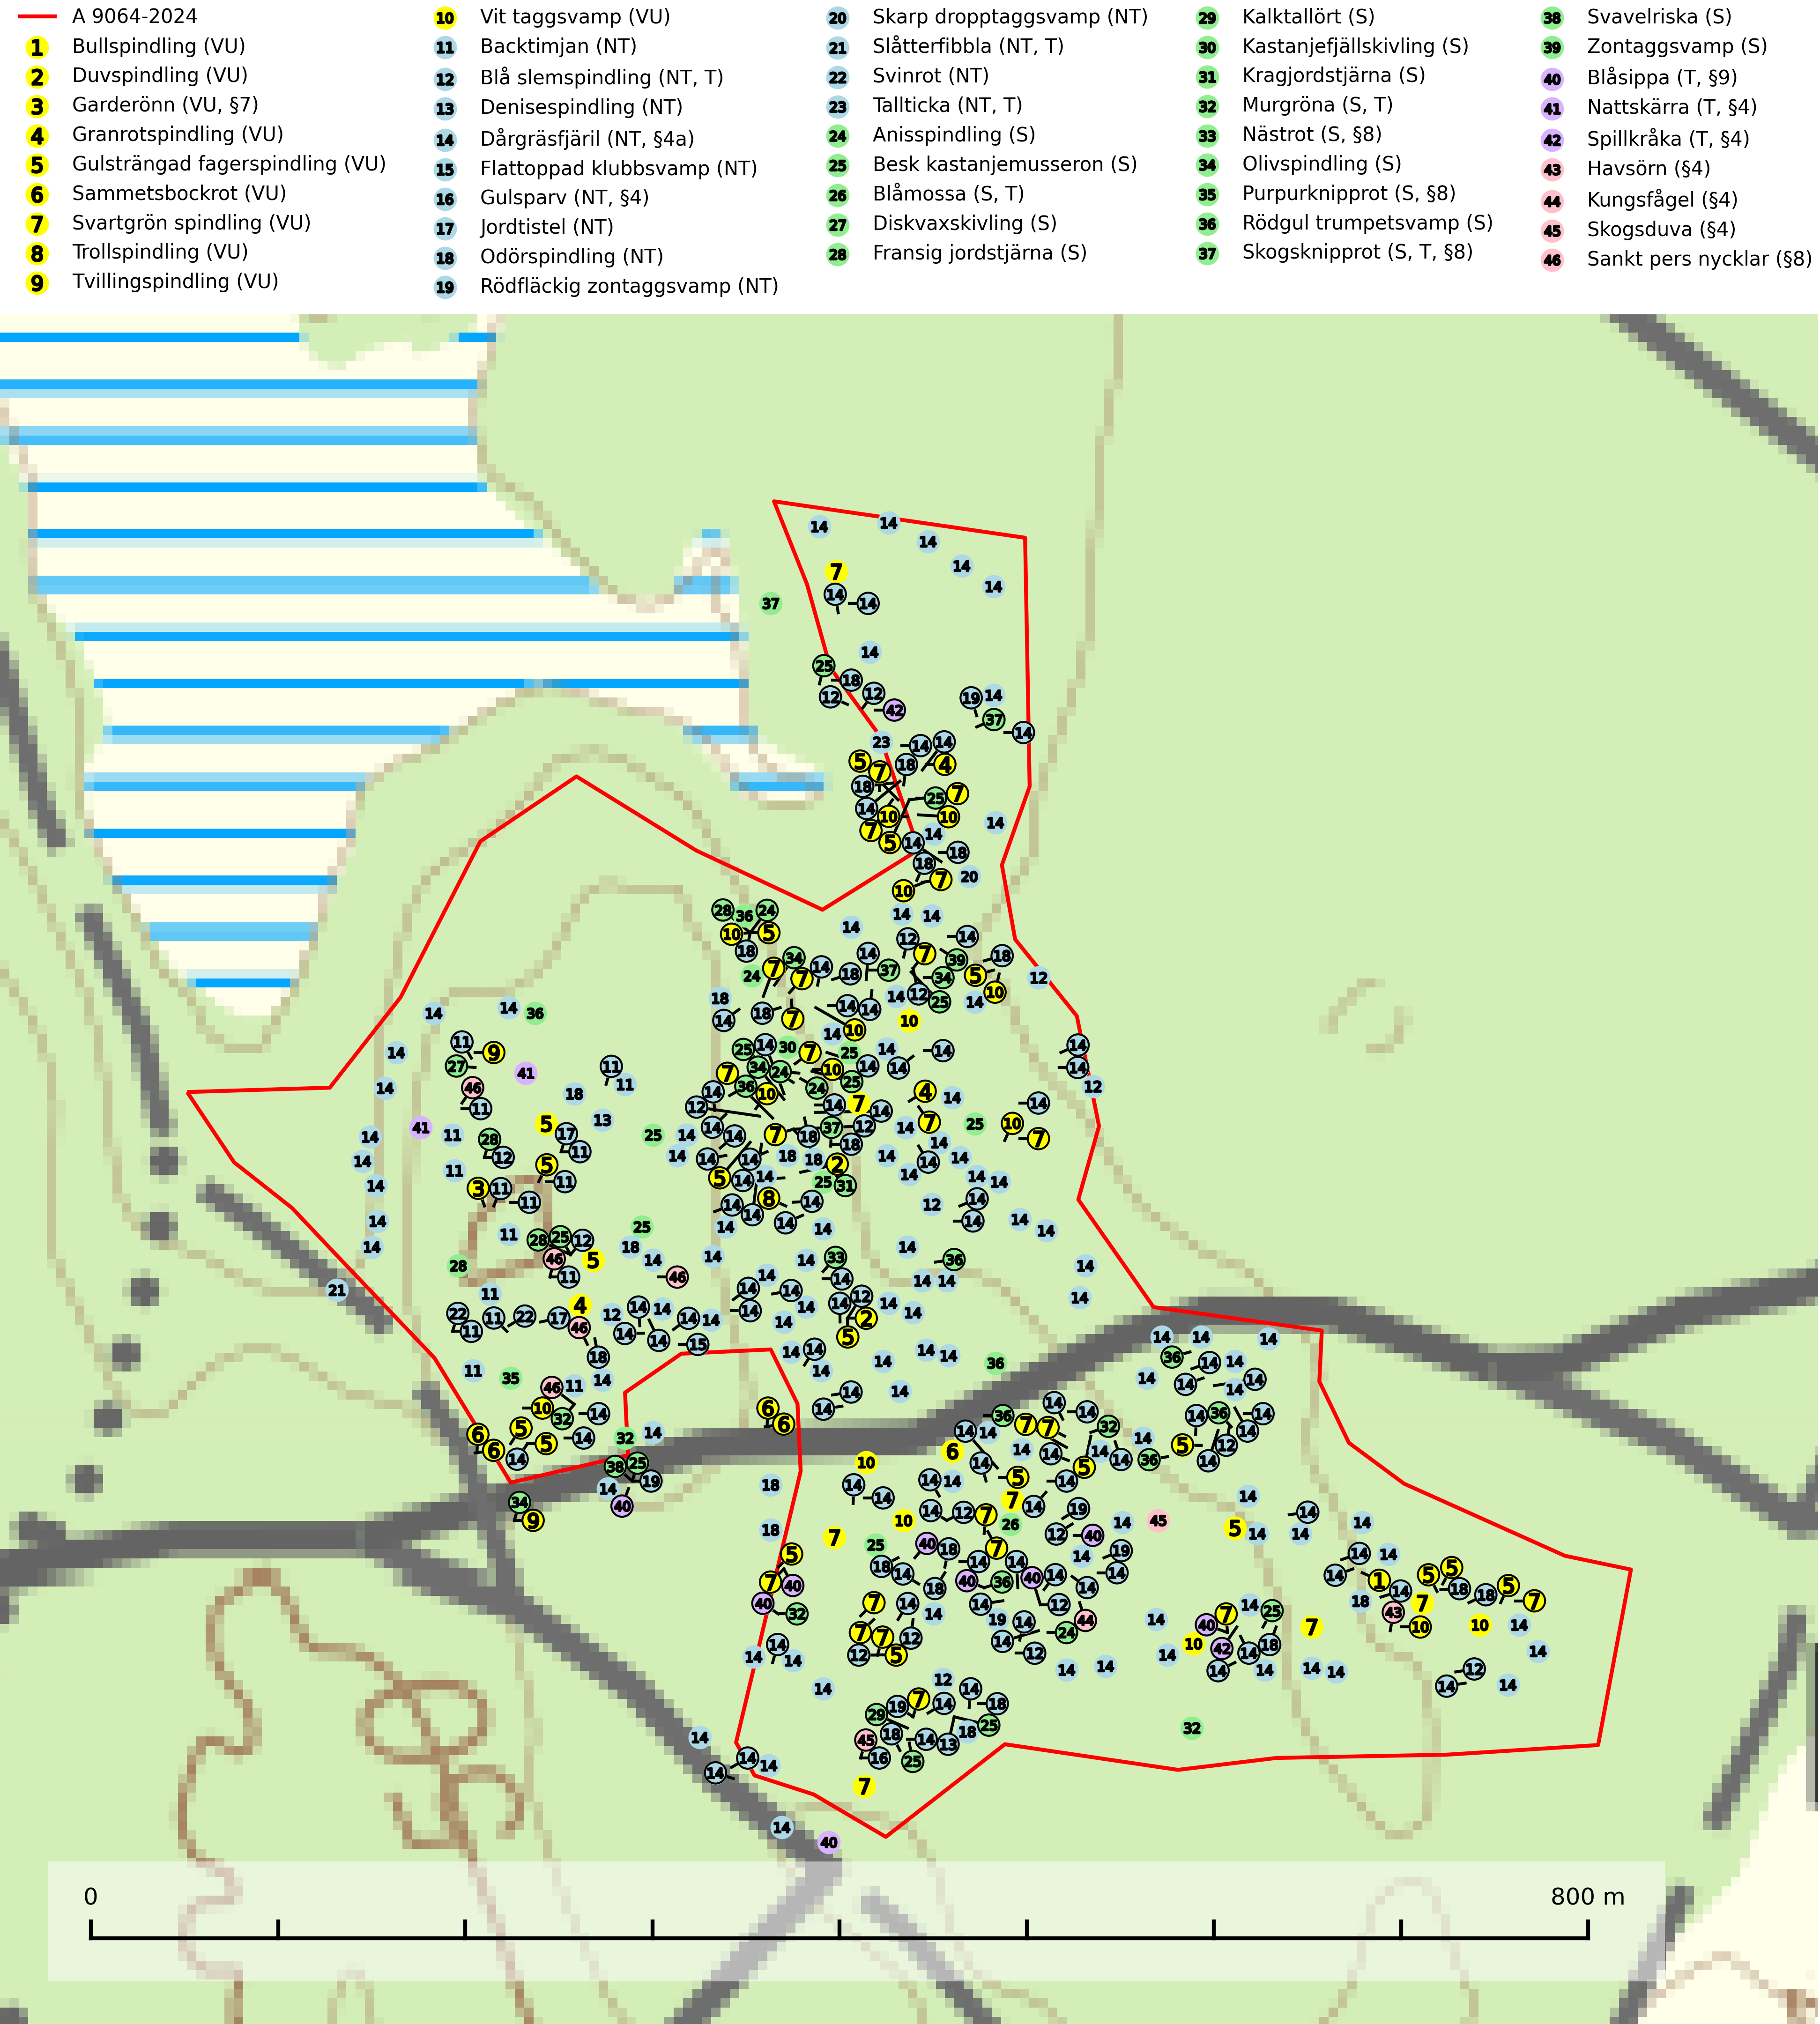 A 9064-2024
1 Bullspindling (VU)
2 Duvspindling (VU)
3 Garderönn (VU, §7)
4 Granrotspindling (VU)
5 Gulsträngad fagerspindling (VU)
6 Sammetsbockrot (VU)
7 Svartgrön spindling (VU)
8 Trollspindling (VU)
9 Tvillingspindling (VU)
10 Vit taggsvamp (VU)
11 Backtimjan (NT)
12 Blå slemspindling (NT, T)
13 Denisespindling (NT)
14 Dårgräsfjäril (NT, §4a)
15 Flattoppad klubbsvamp (NT)
16 Gulsparv (NT, §4)
17 Jordtistel (NT)
18 Odörspindling (NT)
19 Rödfläckig zontaggsvamp (NT)
20 Skarp dropptaggsvamp (NT)
21 Slåtterfibbla (NT, T)
22 Svinrot (NT)
23 Tallticka (NT, T)
24 Anisspindling (S)
25 Besk kastanjemusseron (S)
26 Blåmossa (S, T)
27 Diskvaxskivling (S)
28 Fransig jordstjärna (S)
29 Kalktallört (S)
30 Kastanjefjällskivling (S)
31 Kragjordstjärna (S)
32 Murgröna (S, T)
33 Nästrot (S, §8)
34 Olivspindling (S)
35 Purpurknipprot (S, §8)
36 Rödgul trumpetsvamp (S)
37 Skogsknipprot (S, T, §8)
38 Svavelriska (S)
39 Zontaggsvamp (S)
40 Blåsippa (T, §9)
41 Nattskärra (T, §4)
42 Spillkråka (T, §4)
43 Havsörn (§4)
44 Kungsfågel (§4)
45 Skogsduva (§4)
46 Sankt pers nycklar (§8)
0 800 m